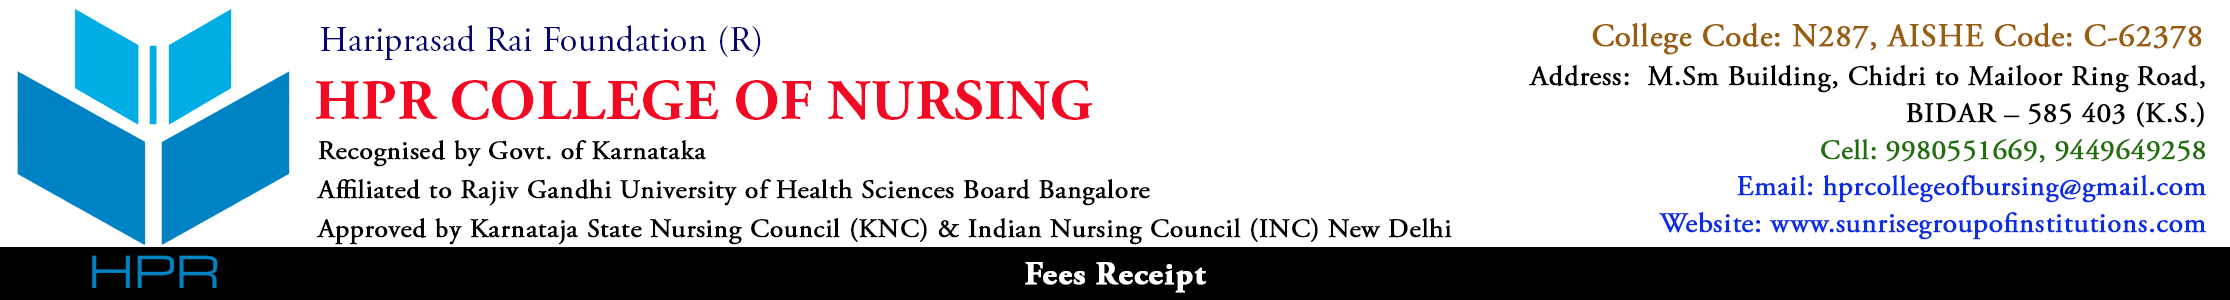 Hariprasad Rai Foundation (R)
HPR COLLEGE OF NURSING
Recognised by Govt. of Karnataka
Affiliated to Rajiv Gandhi University of Health Sciences Board Bangalore
Approved by Karnataja State Nursing Council (KNC) & Indian Nursing Council (INC) New Delhi
College Code: N287, AISHE Code: C-62378
Address:  M.Sm Building, Chidri to Mailoor Ring Road,
BIDAR – 585 403 (K.S.)
Cell: 9980551669, 9449649258
Email: hprcollegeofbursing@gmail.com
Website: www.sunrisegroupofinstitutions.com
HPR
Fees Receipt